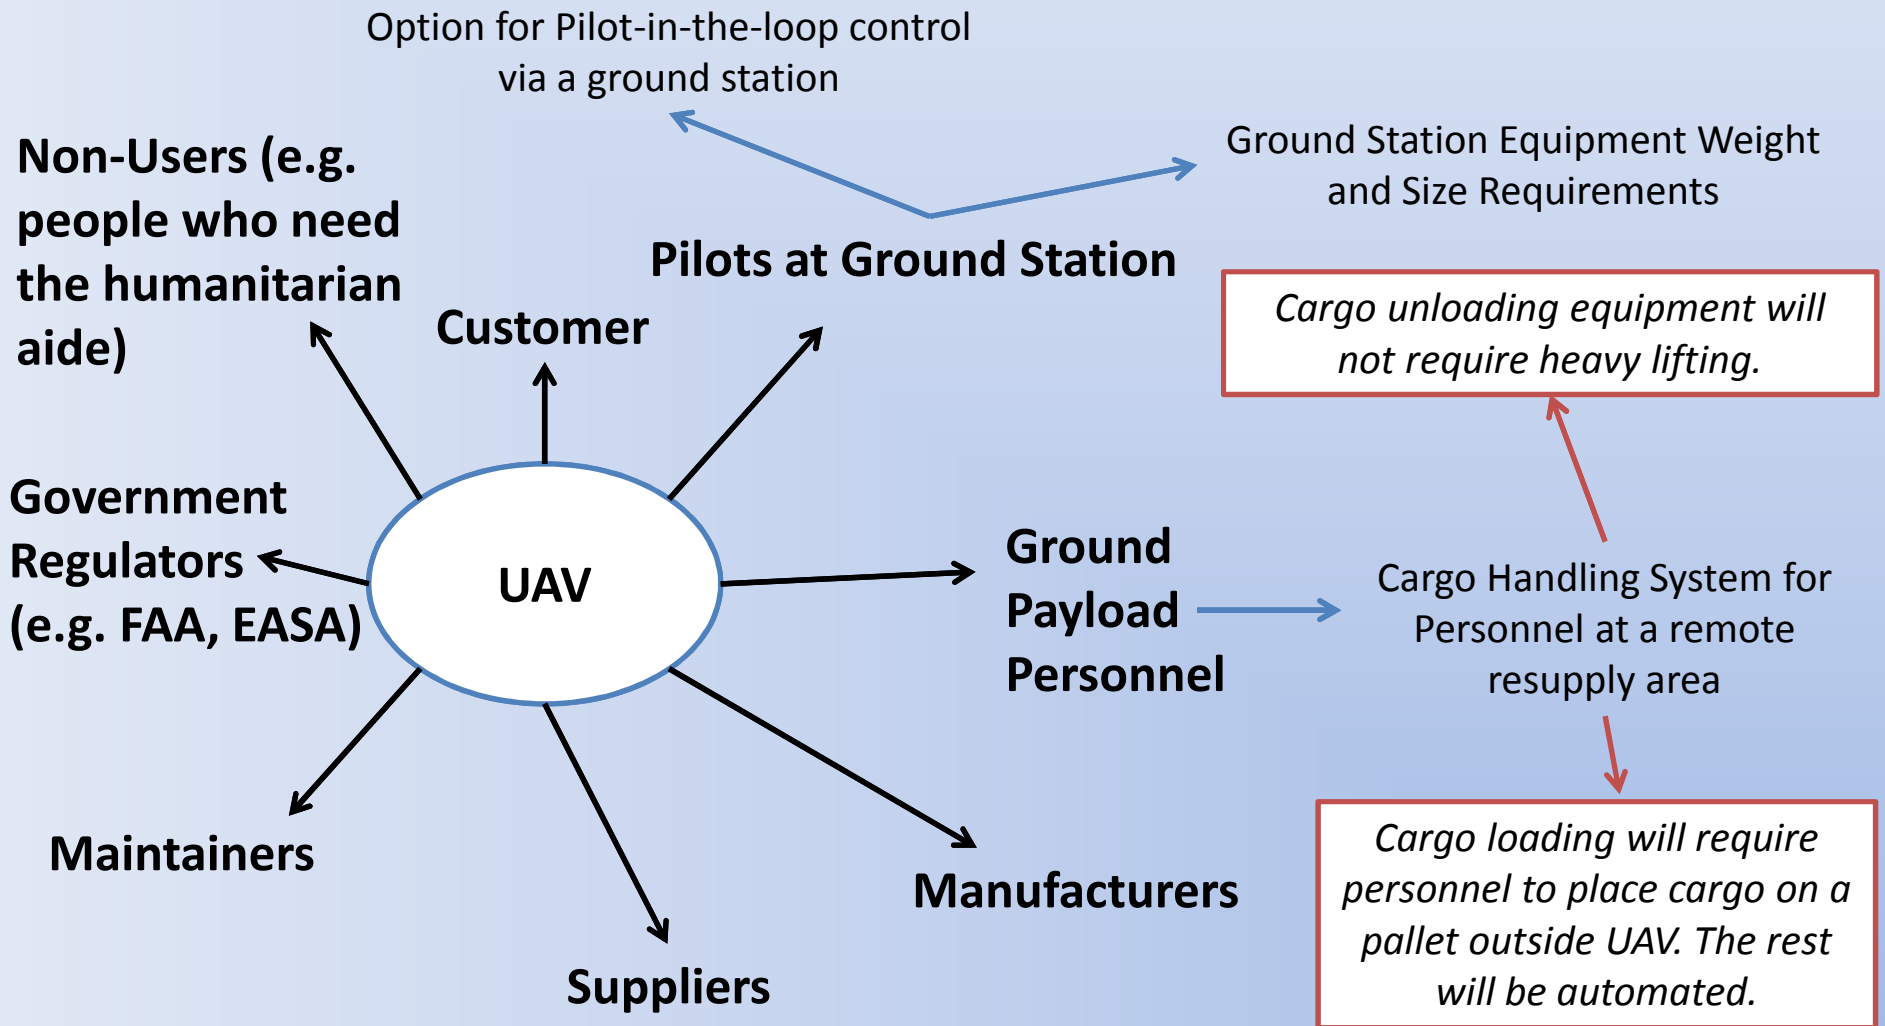 Option for Pilot-in-the-loop control
via a ground station
Non-Users (e.g.
people who need
the humanitarian
aide)
Customer
Pilots at Ground Station
Ground Station Equipment Weight
and Size Requirements
Cargo unloading equipment will
not require heavy lifting.
Government
Regulators
(e.g. FAA, EASA)
UAV
Ground
Payload
Personnel
Cargo Handling System for
Personnel at a remote
resupply area
Maintainers
Suppliers
Manufacturers
Cargo loading will require
personnel to place cargo on a
pallet outside UAV. The rest
will be automated.